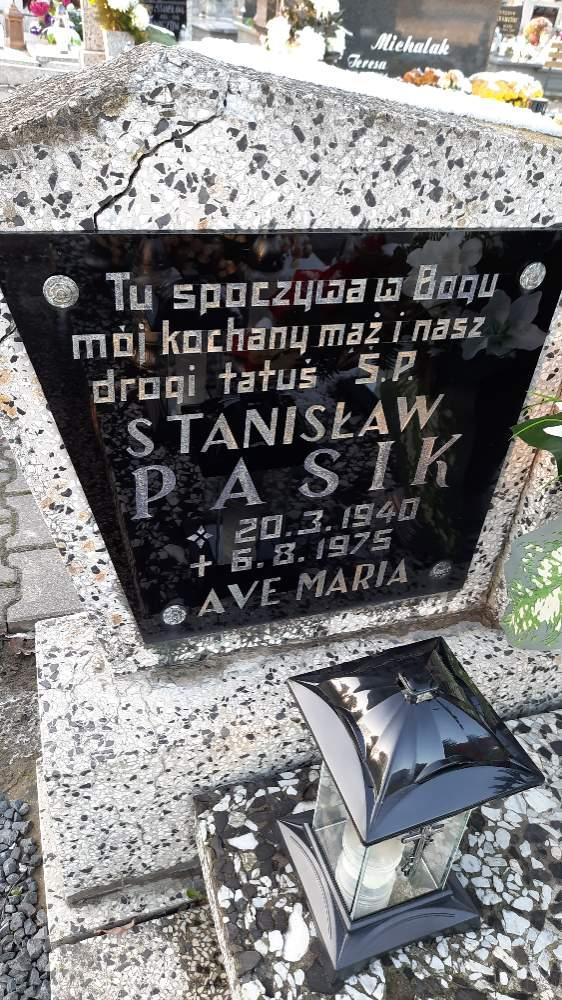 Michalak
Teresa
Tu spoczywa w Bogu
mój kochany mąż i nasz
drogi tatuś Ś.P.
STANISŁAW
PASIK
20.3.1940
+ 6.8.1975
AVE MARIA